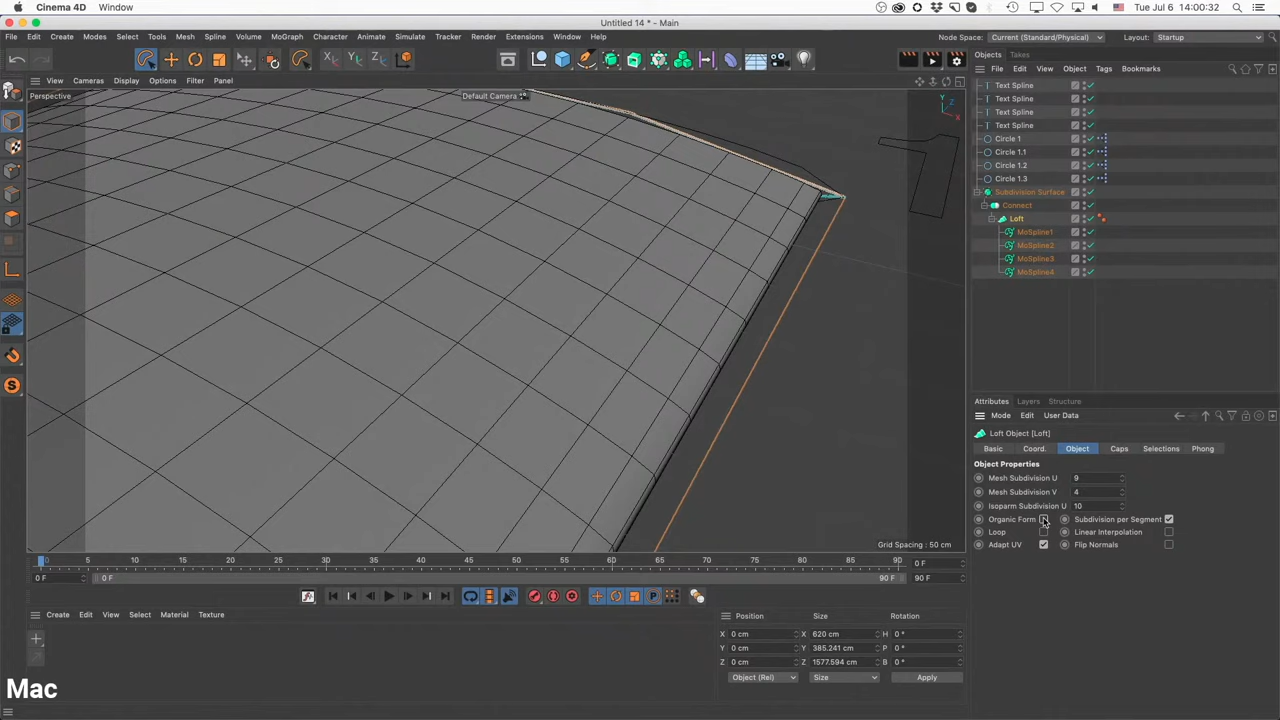 Cinema 4D Window Tue Jul 6 14:00:32
Untitled 14 * - Main
File Edit Create Modes Select Tools Mesh Spline Volume MoGraph Character Animate Simulate Tracker Render Extensions Window Help Node Space: Current (Standard/Physical) Layout: Startup
X Y Z
Objects Takes
View Cameras Display Options Filter Panel
File Edit View Object Tags Bookmarks
Perspective Default Camera
Y Z X
Text Spline
Text Spline
Text Spline
Text Spline
Circle 1
Circle 1.1
Circle 1.2
Circle 1.3
Subdivision Surface
Connect
Loft
MoSpline1
MoSpline2
MoSpline3
MoSpline4
Attributes Layers Structure
Mode Edit User Data
Loft Object [Loft]
Basic Coord. Object Caps Selections Phong
Object Properties
Mesh Subdivision U 9
Mesh Subdivision V 4
Isoparm Subdivision U 10
Organic Form Subdivision per Segment
Loop Linear Interpolation
Adapt UV Flip Normals
Grid Spacing : 50 cm
0 5 10 15 20 25 30 35 40 45 50 55 60 65 70 75 80 85 90 0 F
0 F 0 F 90 F 90 F
Create Edit View Select Material Texture
Position Size Rotation
X 0 cm X 620 cm H 0 °
Y 0 cm Y 385.241 cm P 0 °
Z 0 cm Z 1577.594 cm B 0 °
Object (Rel) Size Apply
Mac